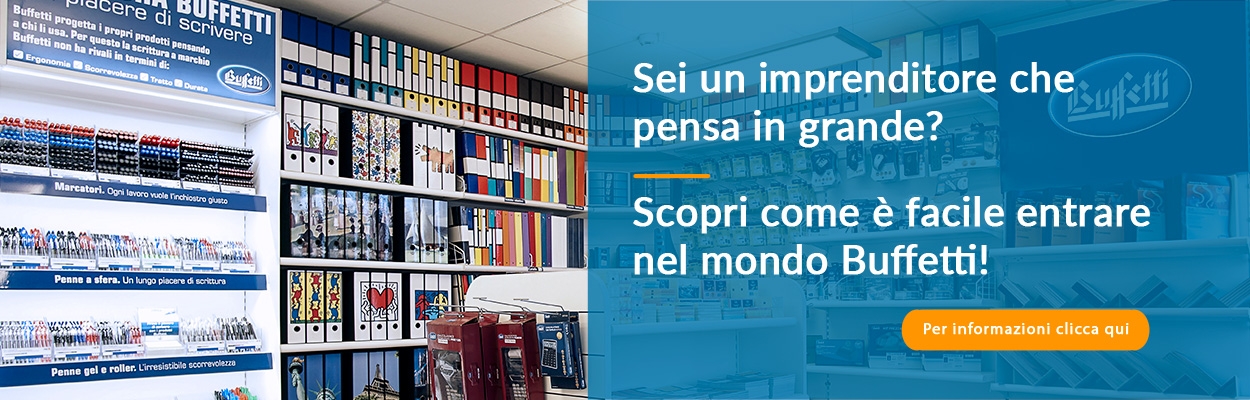 RA BUFFETTI
piacere di scrivere
Buffetti progetta i propri prodotti pensando
a chi li usa. Per questo la scrittura a marchio
Buffetti non ha rivali in termini di:
Ergonomia Scorrevolezza Tratto Durata
Buffetti
Marcatori. Ogni lavoro vuole l'inchiostro giusto
Penne a sfera. Un lungo piacere di scrittura
Penne gel e roller. L'irresistibile scorrevolezza
Sei un imprenditore che
pensa in grande?
Scopri come è facile entrare
nel mondo Buffetti!
Per informazioni clicca qui
Buffetti